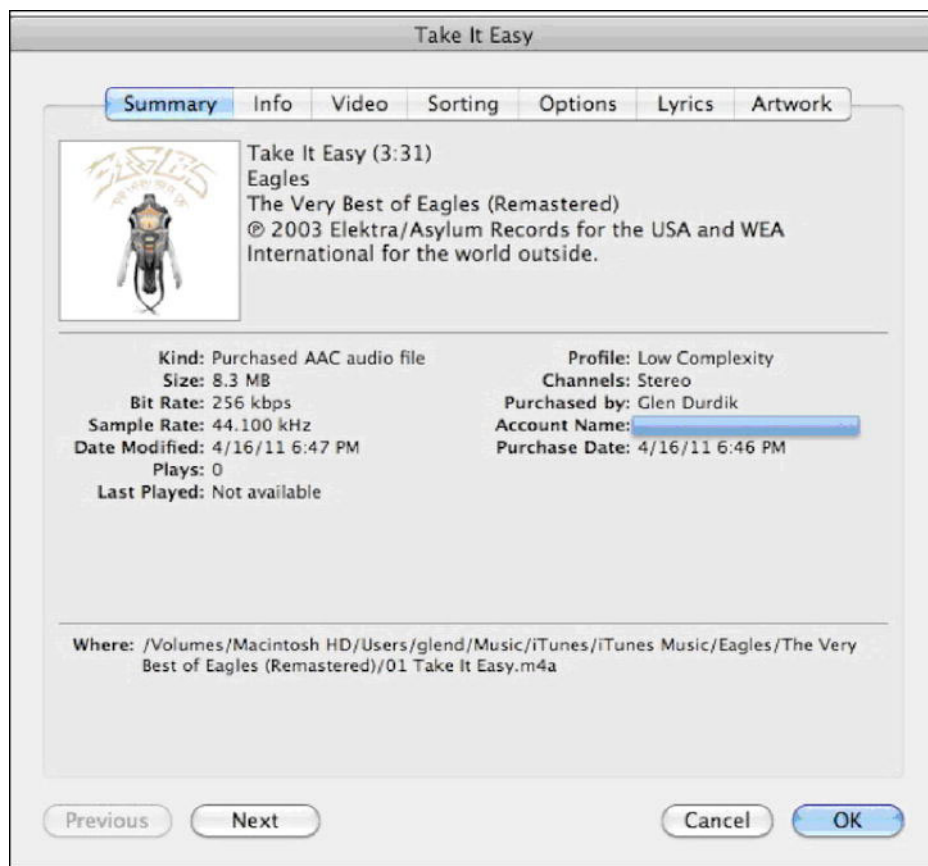 Take It Easy
Summary Info Video Sorting Options Lyrics Artwork
EAGLES
THE VERY BEST OF
Take It Easy (3:31)
Eagles
The Very Best of Eagles (Remastered)
℗ 2003 Elektra/Asylum Records for the USA and WEA
International for the world outside.
Kind: Purchased AAC audio file
Size: 8.3 MB
Bit Rate: 256 kbps
Sample Rate: 44.100 kHz
Date Modified: 4/16/11 6:47 PM
Plays: 0
Last Played: Not available
Profile: Low Complexity
Channels: Stereo
Purchased by: Glen Durdik
Account Name:
Purchase Date: 4/16/11 6:46 PM
Where: /Volumes/Macintosh HD/Users/glend/Music/iTunes/iTunes Music/Eagles/The Very
Best of Eagles (Remastered)/01 Take It Easy.m4a
Previous Next Cancel OK